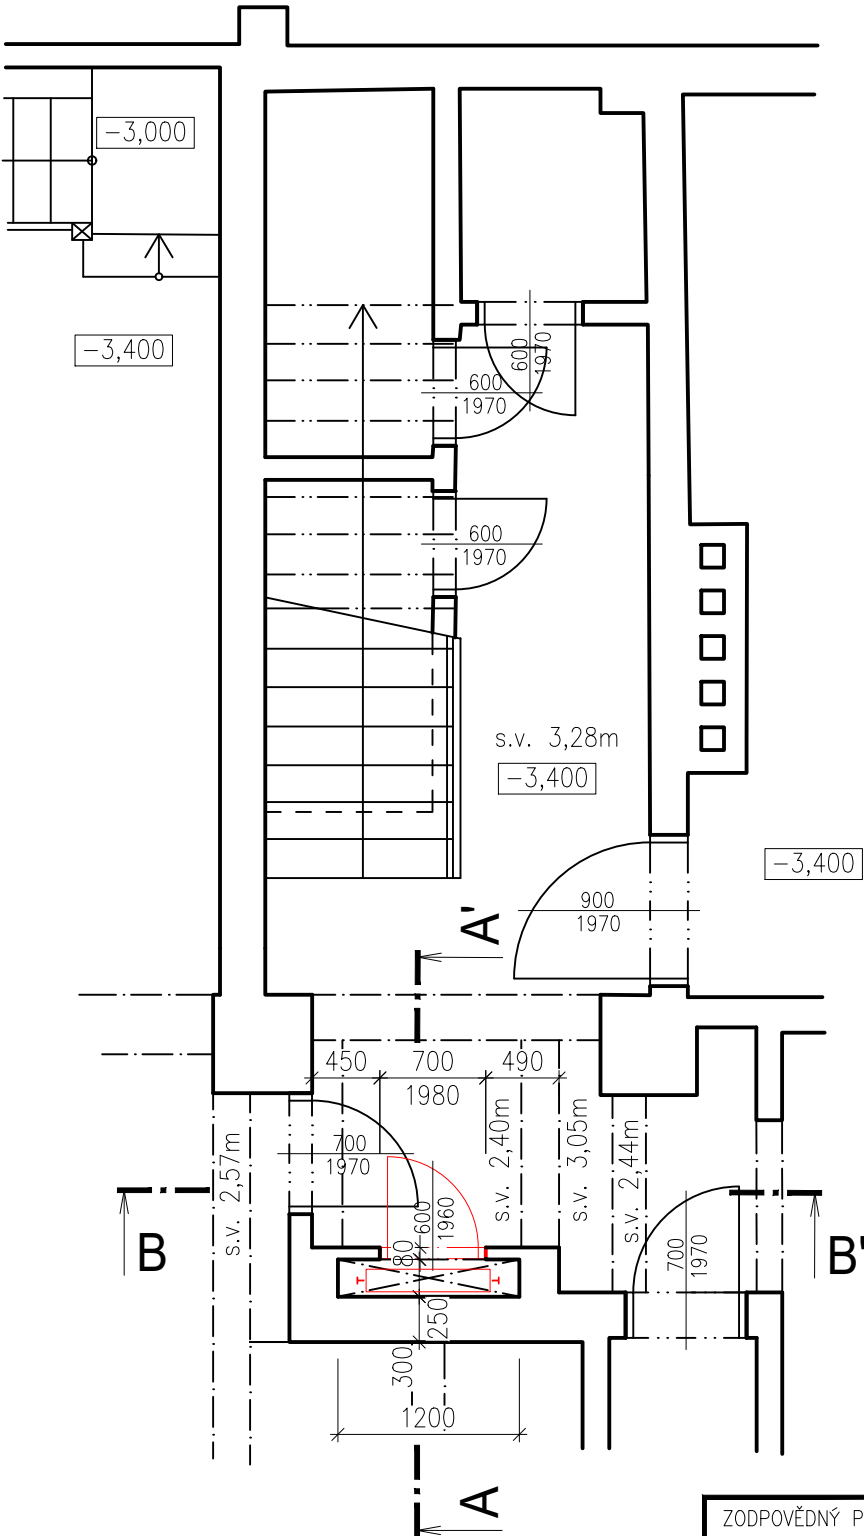 −3,000
−3,400
600
1970
600
1970
600
1970
s.v. 3,28m
−3,400
−3,400
900
1970
A'
450 700 490
1980
700
1970
s.v. 2,57m
s.v. 2,40m
s.v. 3,05m
s.v. 2,44m
600
1960
80
B
B'
700
1970
250
300
1200
A
ZODPOVĚDNÝ P